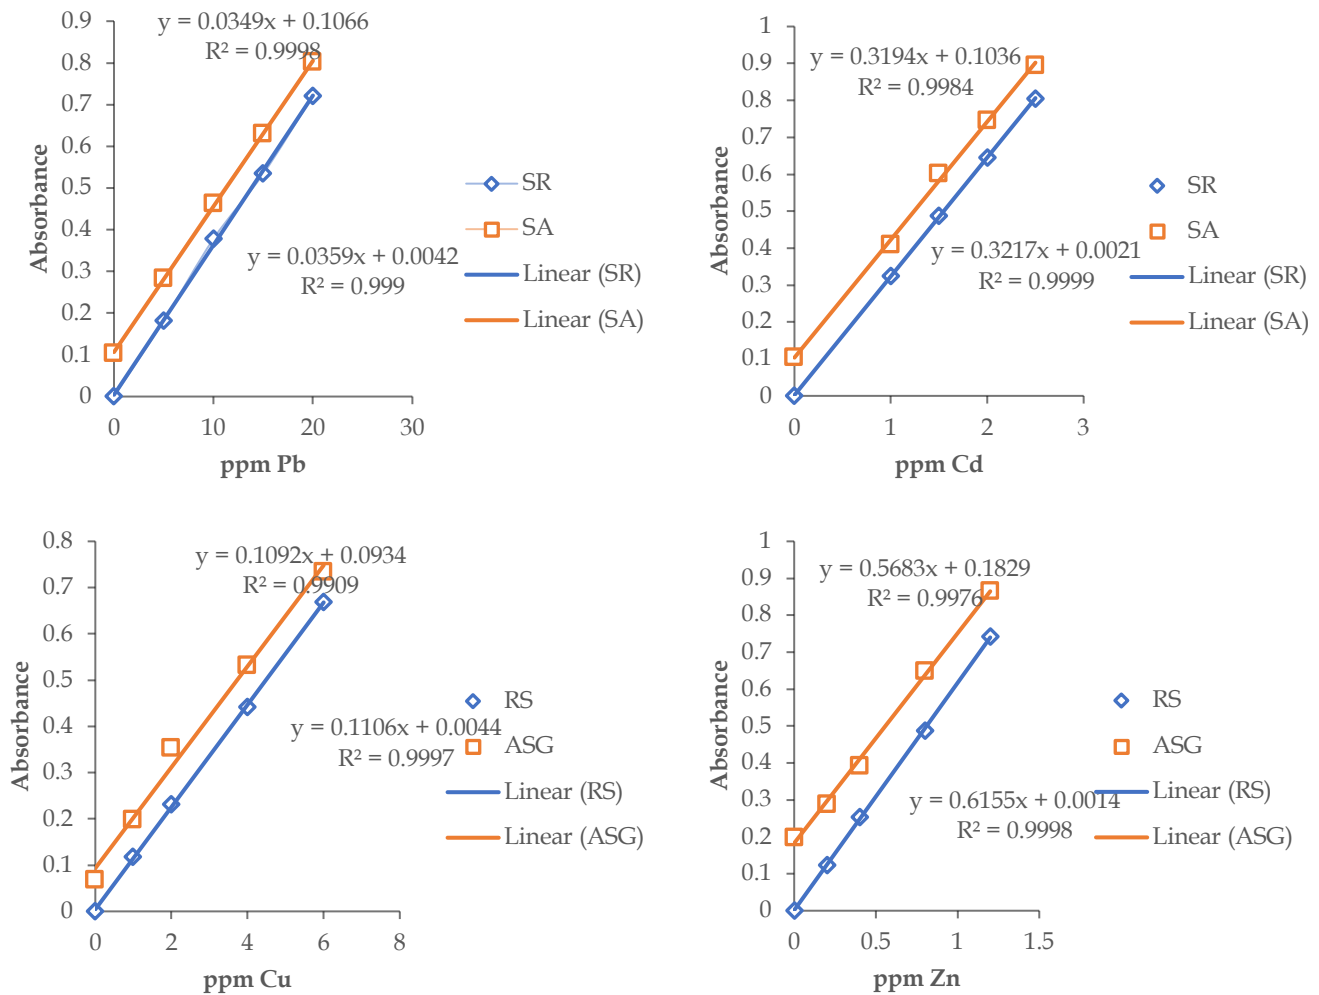 y = 0.0349x + 0.1066
R² = 0.9998
0.9
0.8
0.7
0.6
0.5
0.4
0.3
0.2
0.1
0
Absorbance
y = 0.0359x + 0.0042
R² = 0.999
0
10
20
30
ppm Pb
SR
SA
Linear (SR)
Linear (SA)
y = 0.3194x + 0.1036
R² = 0.9984
1
0.9
0.8
0.7
0.6
0.5
0.4
0.3
0.2
0.1
0
Absorbance
y = 0.3217x + 0.0021
R² = 0.9999
0
1
2
3
ppm Cd
SR
SA
Linear (SR)
Linear (SA)
y = 0.1092x + 0.0934
R² = 0.9909
0.8
0.7
0.6
0.5
0.4
0.3
0.2
0.1
0
Absorbance
y = 0.1106x + 0.0044
R² = 0.9997
0
2
4
6
8
ppm Cu
RS
ASG
Linear (RS)
Linear (ASG)
y = 0.5683x + 0.1829
R² = 0.9976
1
0.9
0.8
0.7
0.6
0.5
0.4
0.3
0.2
0.1
0
Absorbance
y = 0.6155x + 0.0014
R² = 0.9998
0
0.5
1
1.5
ppm Zn
RS
ASG
Linear (RS)
Linear (ASG)